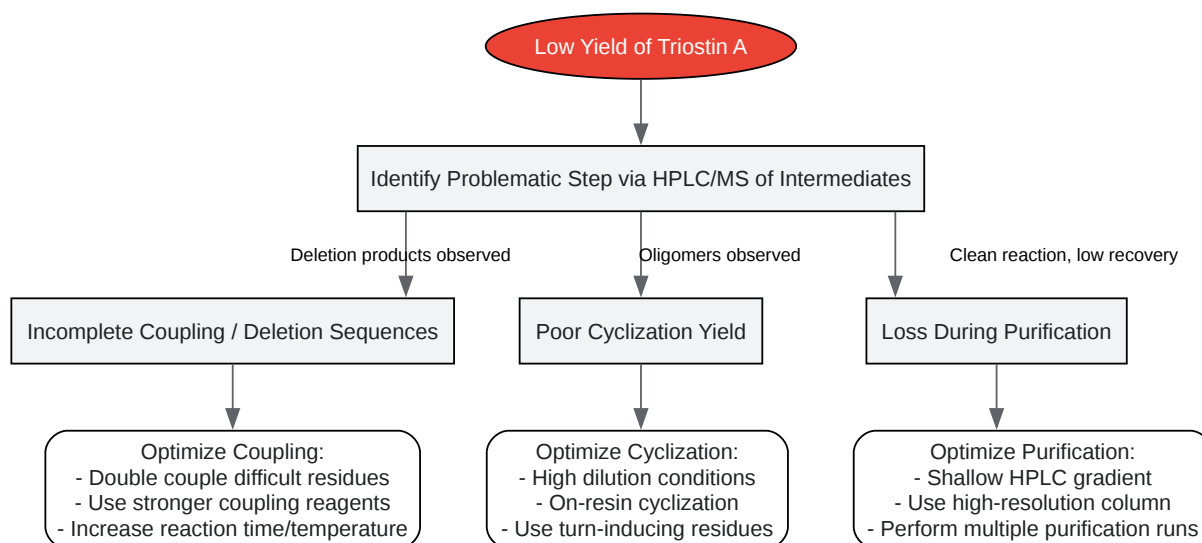 Low Yield of Triostin A
Identify Problematic Step via HPLC/MS of Intermediates
Deletion products observed
Oligomers observed
Clean reaction, low recovery
Incomplete Coupling / Deletion Sequences
Poor Cyclization Yield
Loss During Purification
Optimize Coupling:
- Double couple difficult residues
- Use stronger coupling reagents
- Increase reaction time/temperature
Optimize Cyclization:
- High dilution conditions
- On-resin cyclization
- Use turn-inducing residues
Optimize Purification:
- Shallow HPLC gradient
- Use high-resolution column
- Perform multiple purification runs